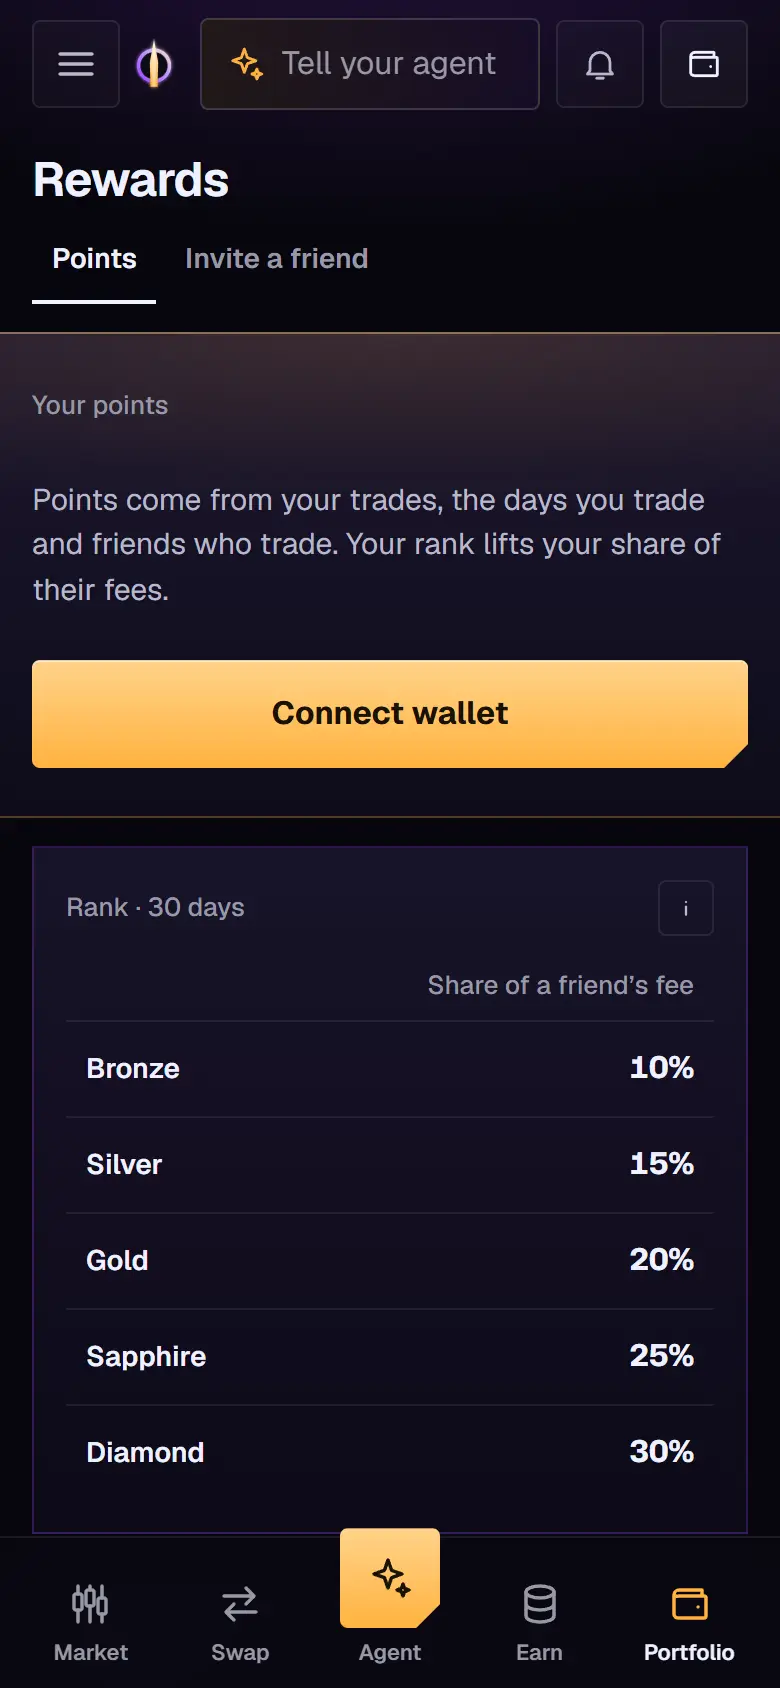 Tell your agent
Rewards
Points
Invite a friend
Your points
Points come from your trades, the days you trade
and friends who trade. Your rank lifts your share of
their fees.
Connect wallet
Rank · 30 days
i
Share of a friend’s fee
Bronze 10%
Silver 15%
Gold 20%
Sapphire 25%
Diamond 30%
Market
Swap
Agent
Earn
Portfolio